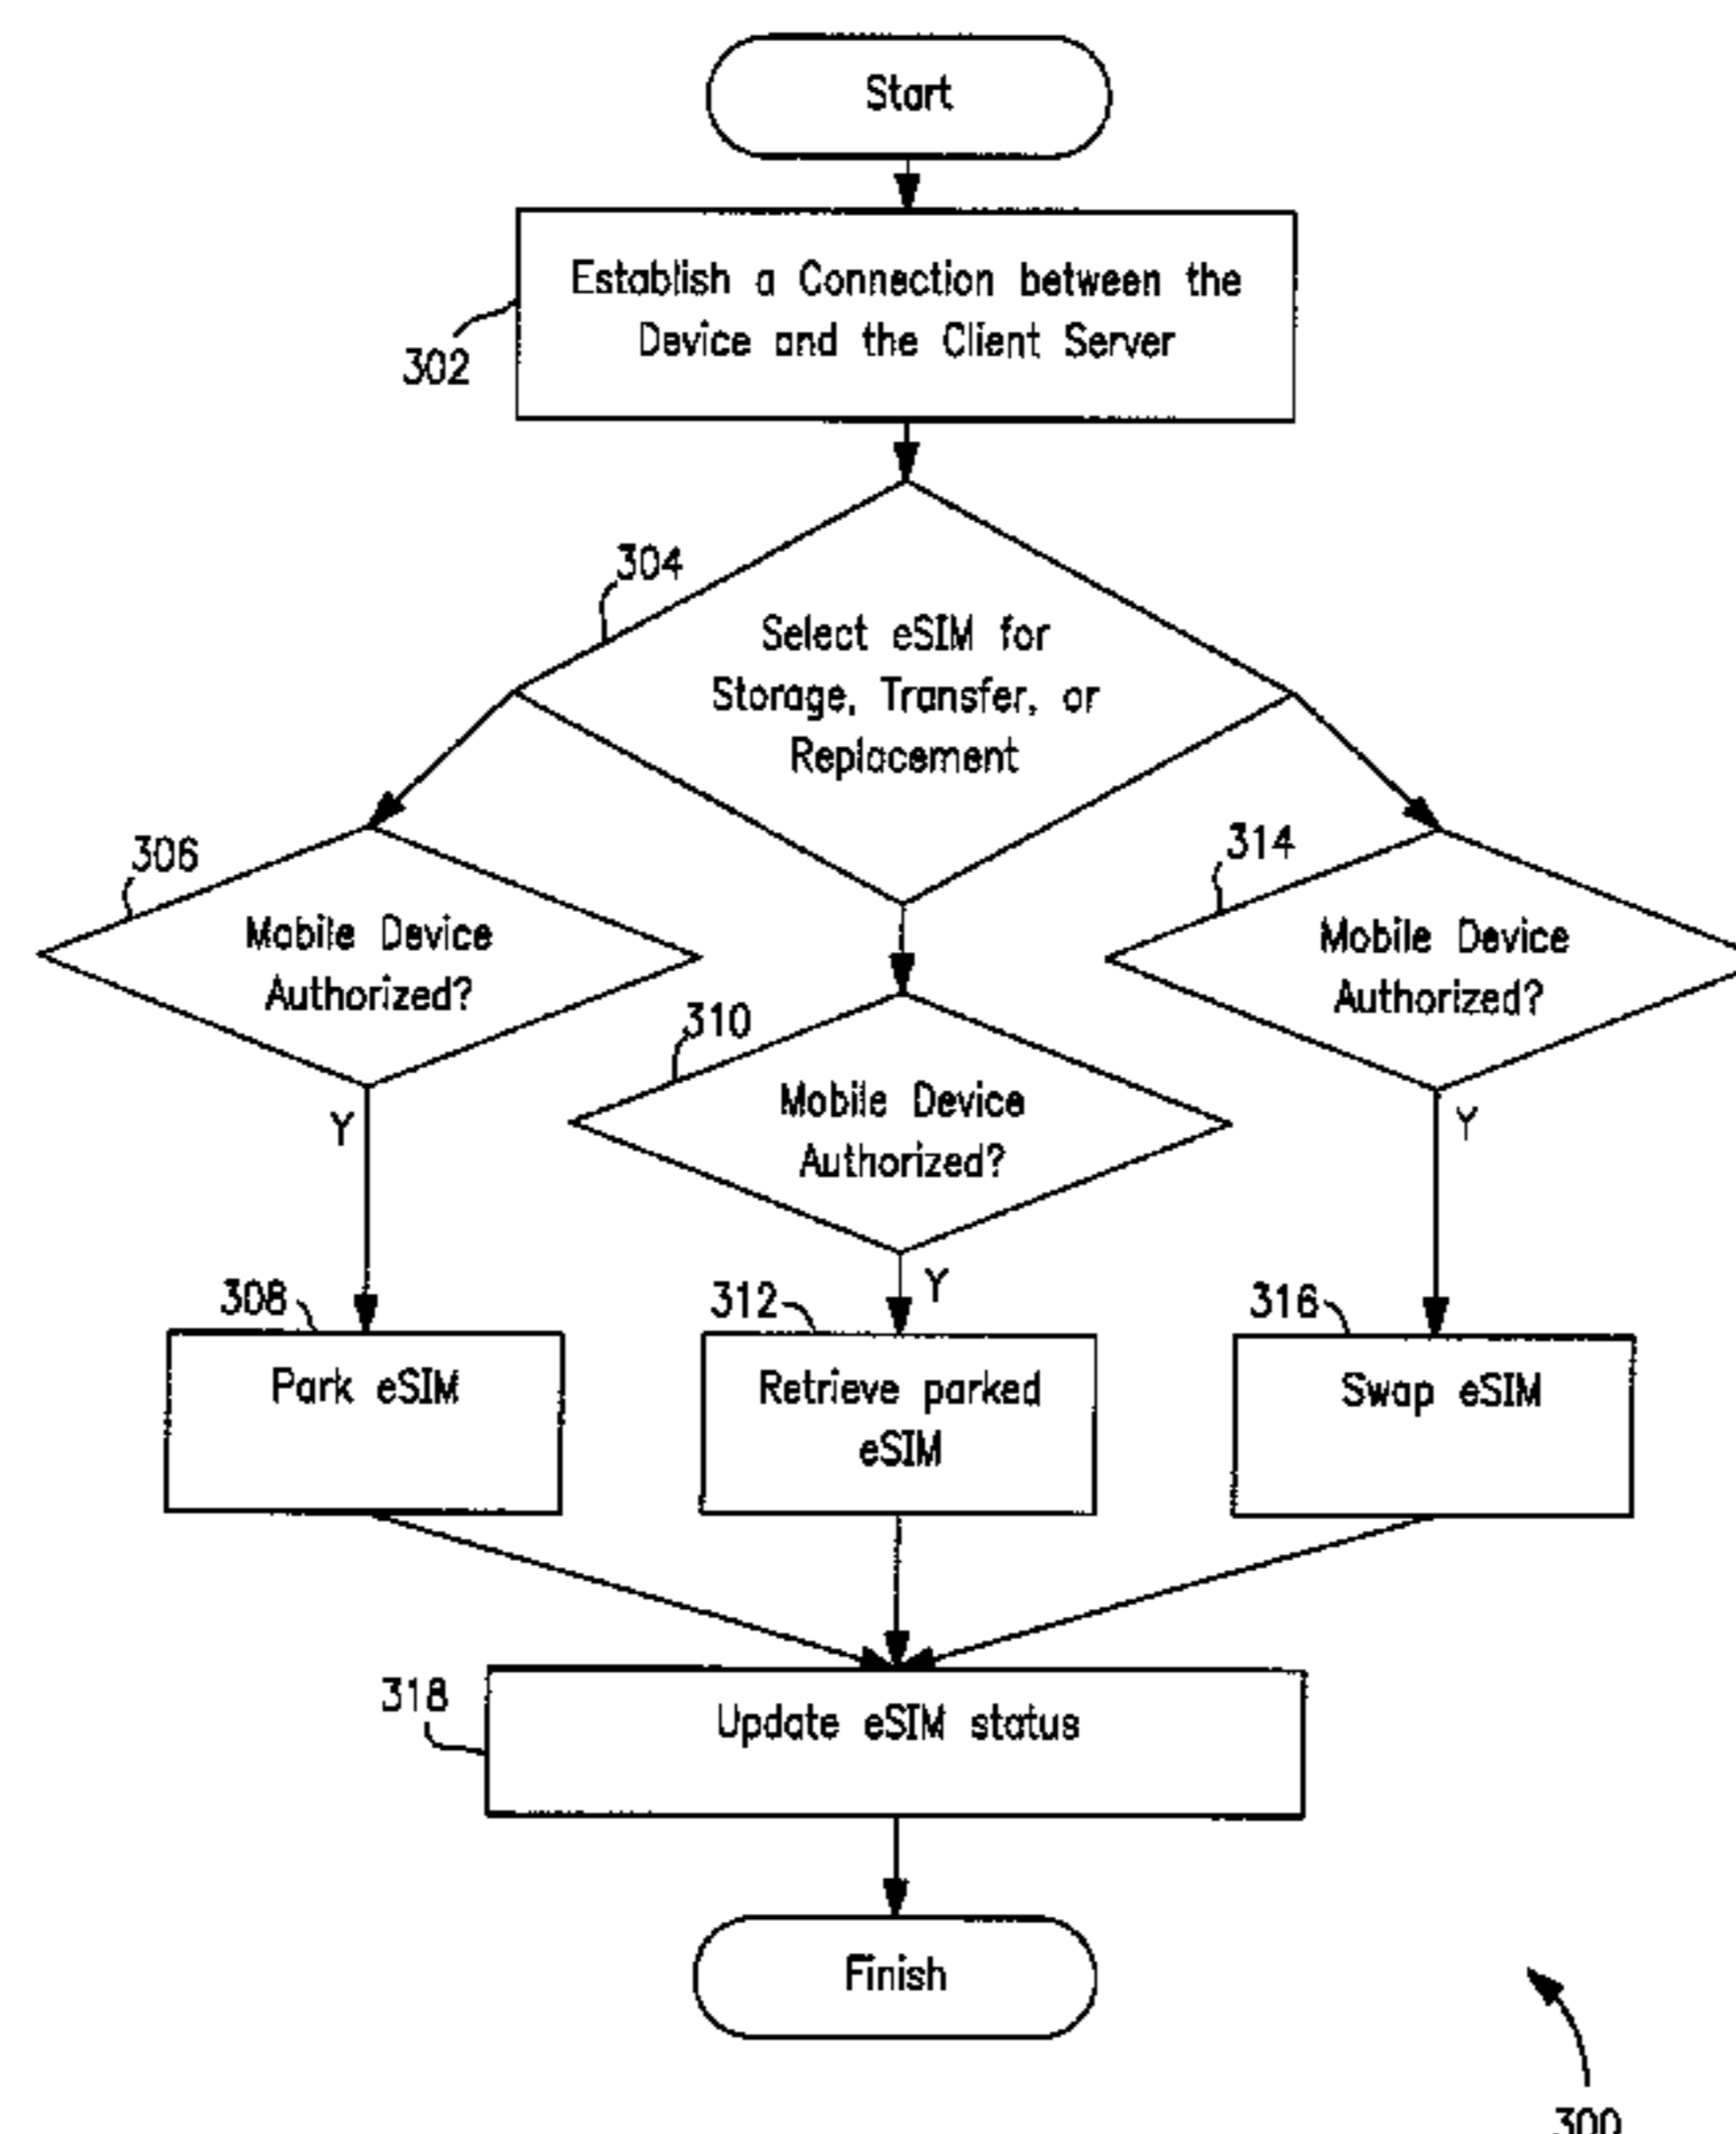 Start
Establish a Connection between the
Device and the Client Server
302
304
Select eSIM for
Storage, Transfer, or
Replacement
306
Mobile Device
Authorized?
314
Mobile Device
Authorized?
310
Mobile Device
Authorized?
Y
Y
Y
308
Park eSIM
312
Retrieve parked
eSIM
316
Swap eSIM
318
Update eSIM status
Finish
300